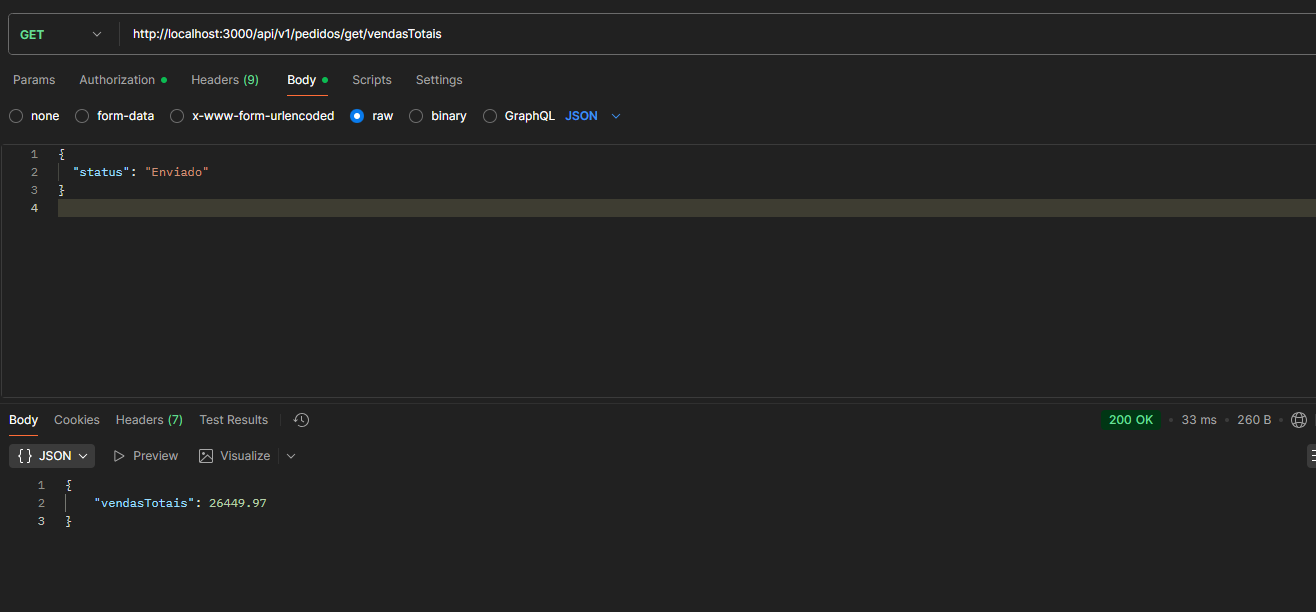 GET http://localhost:3000/api/v1/pedidos/get/vendasTotais
Params Authorization Headers (9) Body Scripts Settings
none form-data x-www-form-urlencoded raw binary GraphQL JSON
1 {
2 "status": "Enviado"
3 }
4
Body Cookies Headers (7) Test Results 200 OK • 33 ms • 260 B •
{ } JSON Preview Visualize
1 {
2 "vendasTotais": 26449.97
3 }